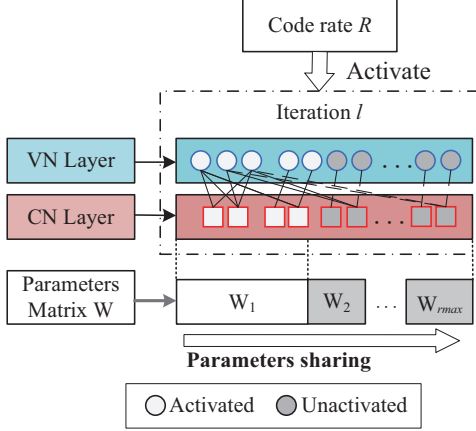 Code rate R
Activate
Iteration l
VN Layer
. . .
CN Layer
. . .
Parameters
Matrix W
W₁
W₂
...
Wrmax
Parameters sharing
Activated
Unactivated